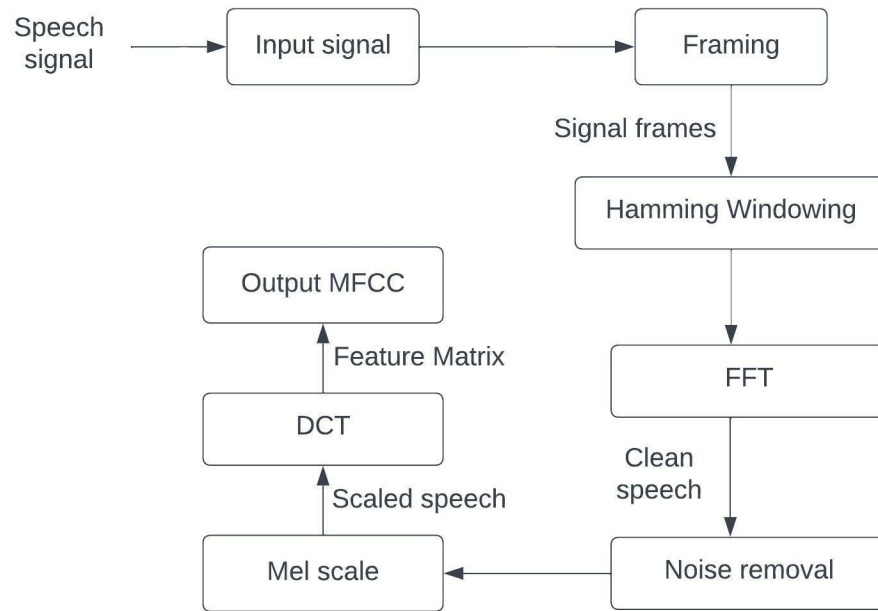 Speech
signal
Input signal
Framing
Signal frames
Hamming Windowing
Output MFCC
Feature Matrix
FFT
DCT
Clean
speech
Scaled speech
Mel scale
Noise removal